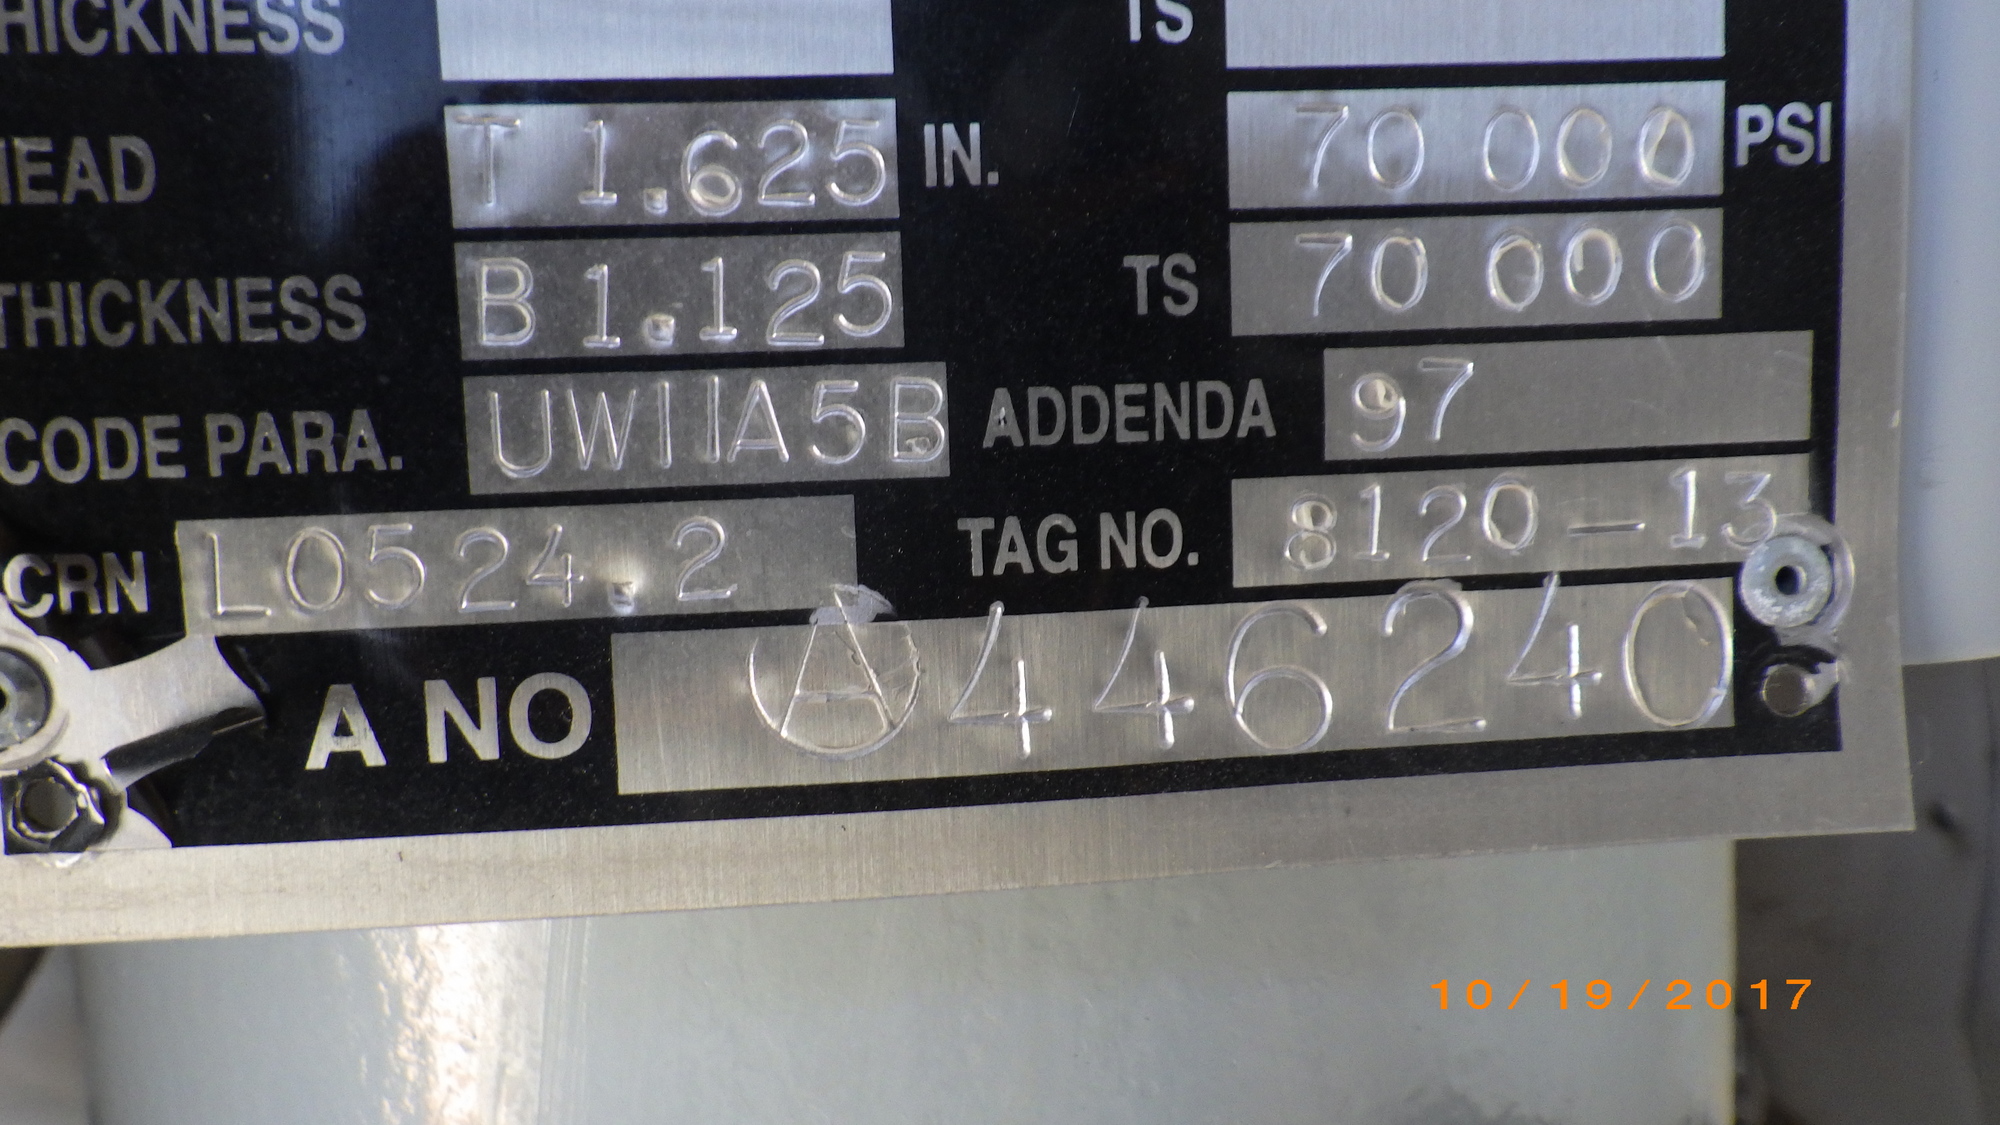 THICKNESS TS
HEAD T 1.625 IN. 70 000 PSI
THICKNESS B 1.125 TS 70 000
CODE PARA. UW11A5B ADDENDA 97
CRN L0524.2 TAG NO. 8120-13
A NO Ⓐ446240
10/19/2017